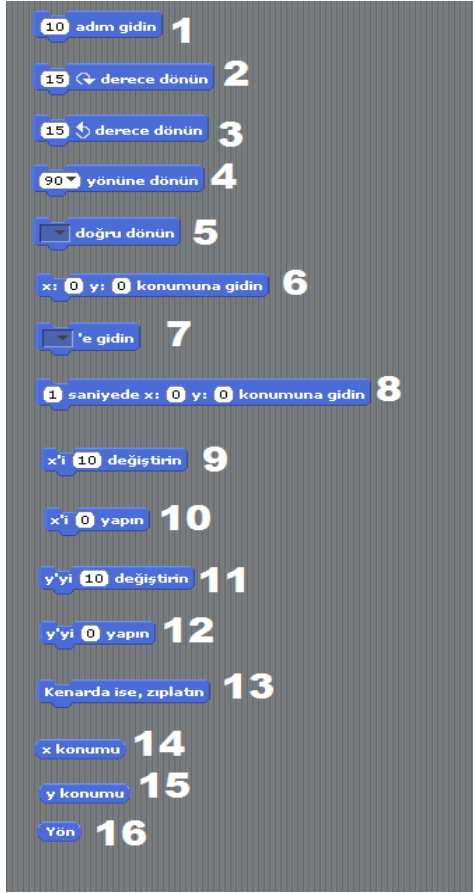 10 adım gidin 1
15 derece dönün 2
15 derece dönün 3
90 yönüne dönün 4
doğru dönün 5
x: 0 y: 0 konumuna gidin 6
'e gidin 7
1 saniyede x: 0 y: 0 konumuna gidin 8
x'i 10 değiştirin 9
x'i 0 yapın 10
y'yi 10 değiştirin 11
y'yi 0 yapın 12
Kenarda ise, zıplatın 13
x konumu 14
y konumu 15
Yön 16